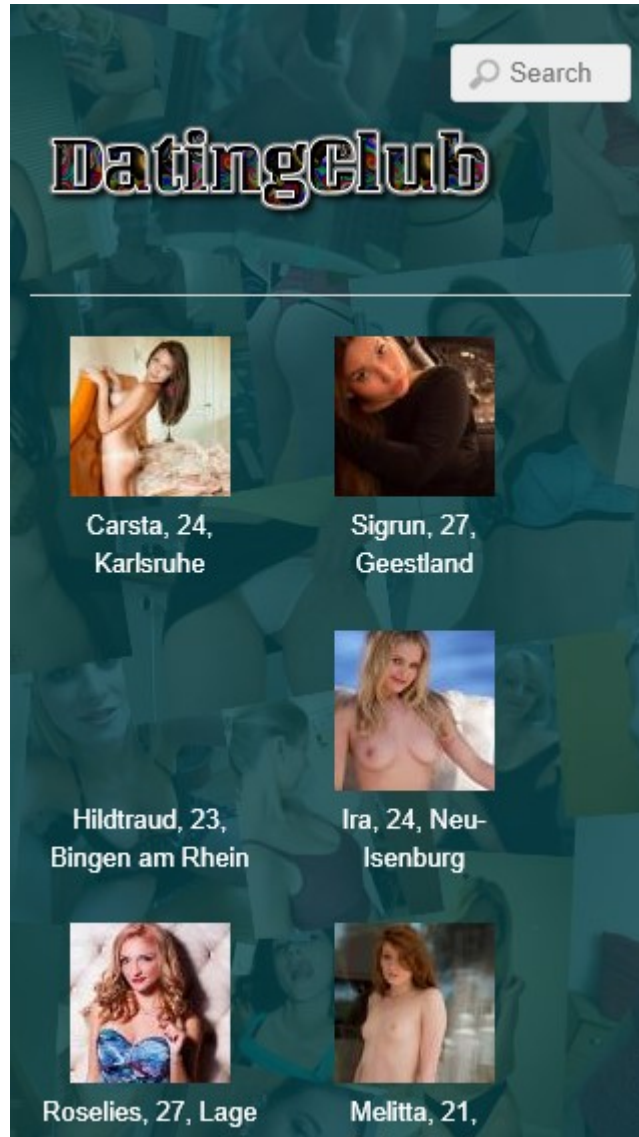 Search
DatingClub
Carsta, 24,
Karlsruhe
Sigrun, 27,
Geestland
Hildtraud, 23,
Bingen am Rhein
Ira, 24, Neu-
Isenburg
Roselies, 27, Lage
Melitta, 21,